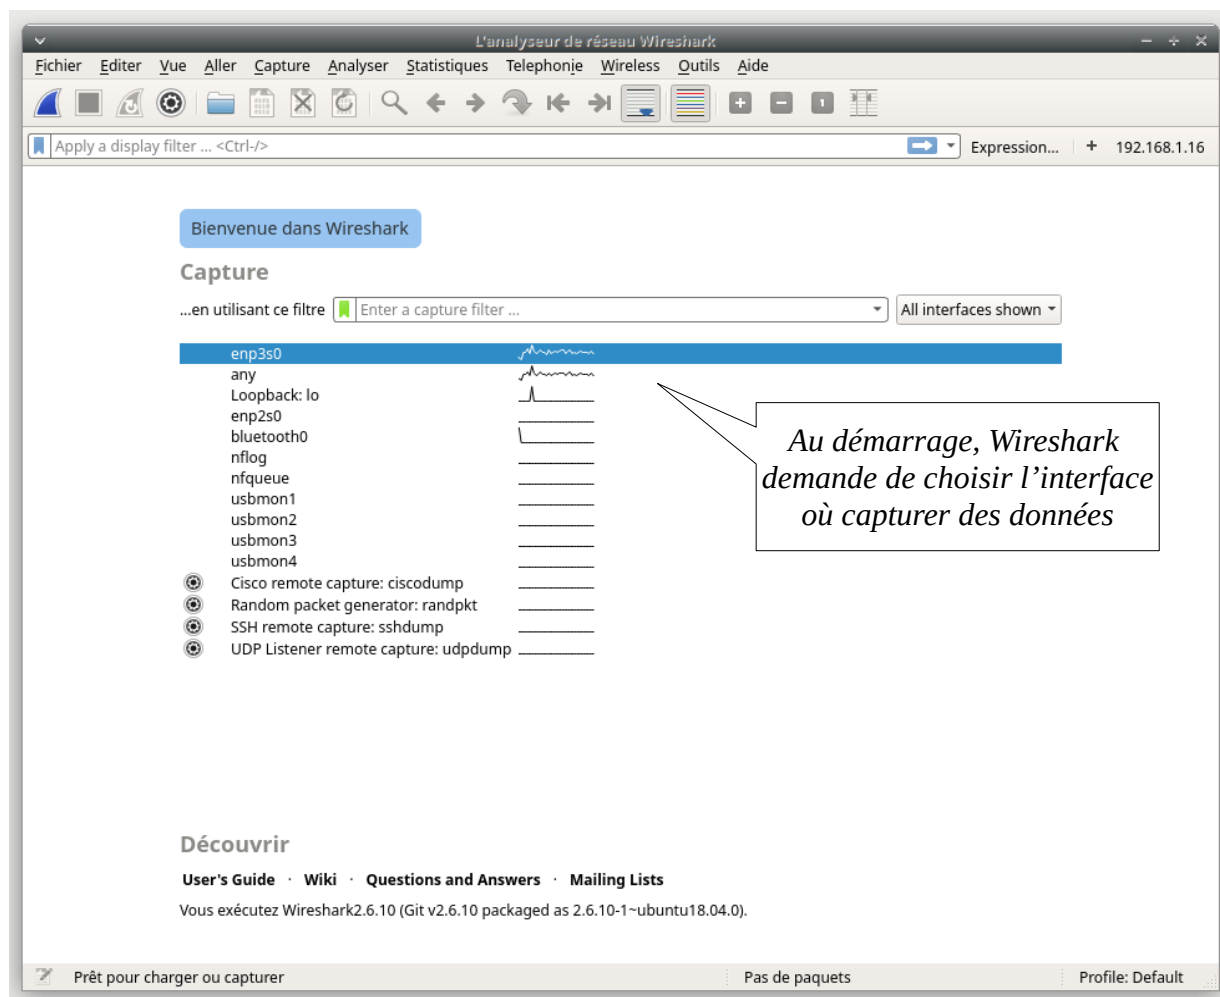 L'analyseur de réseau Wireshark
Fichier Editer Vue Aller Capture Analyser Statistiques Telephonie Wireless Outils Aide
Apply a display filter ... <Ctrl-/> Expression... + 192.168.1.16
Bienvenue dans Wireshark
Capture
...en utilisant ce filtre Enter a capture filter ... All interfaces shown
enp3s0
any
Loopback: lo
enp2s0
bluetooth0
nflog
nfqueue
usbmon1
usbmon2
usbmon3
usbmon4
Cisco remote capture: ciscodump
Random packet generator: randpkt
SSH remote capture: sshdump
UDP Listener remote capture: udpdump
Au démarrage, Wireshark
demande de choisir l’interface
où capturer des données
Découvrir
User's Guide · Wiki · Questions and Answers · Mailing Lists
Vous exécutez Wireshark2.6.10 (Git v2.6.10 packaged as 2.6.10-1~ubuntu18.04.0).
Prêt pour charger ou capturer Pas de paquets Profile: Default